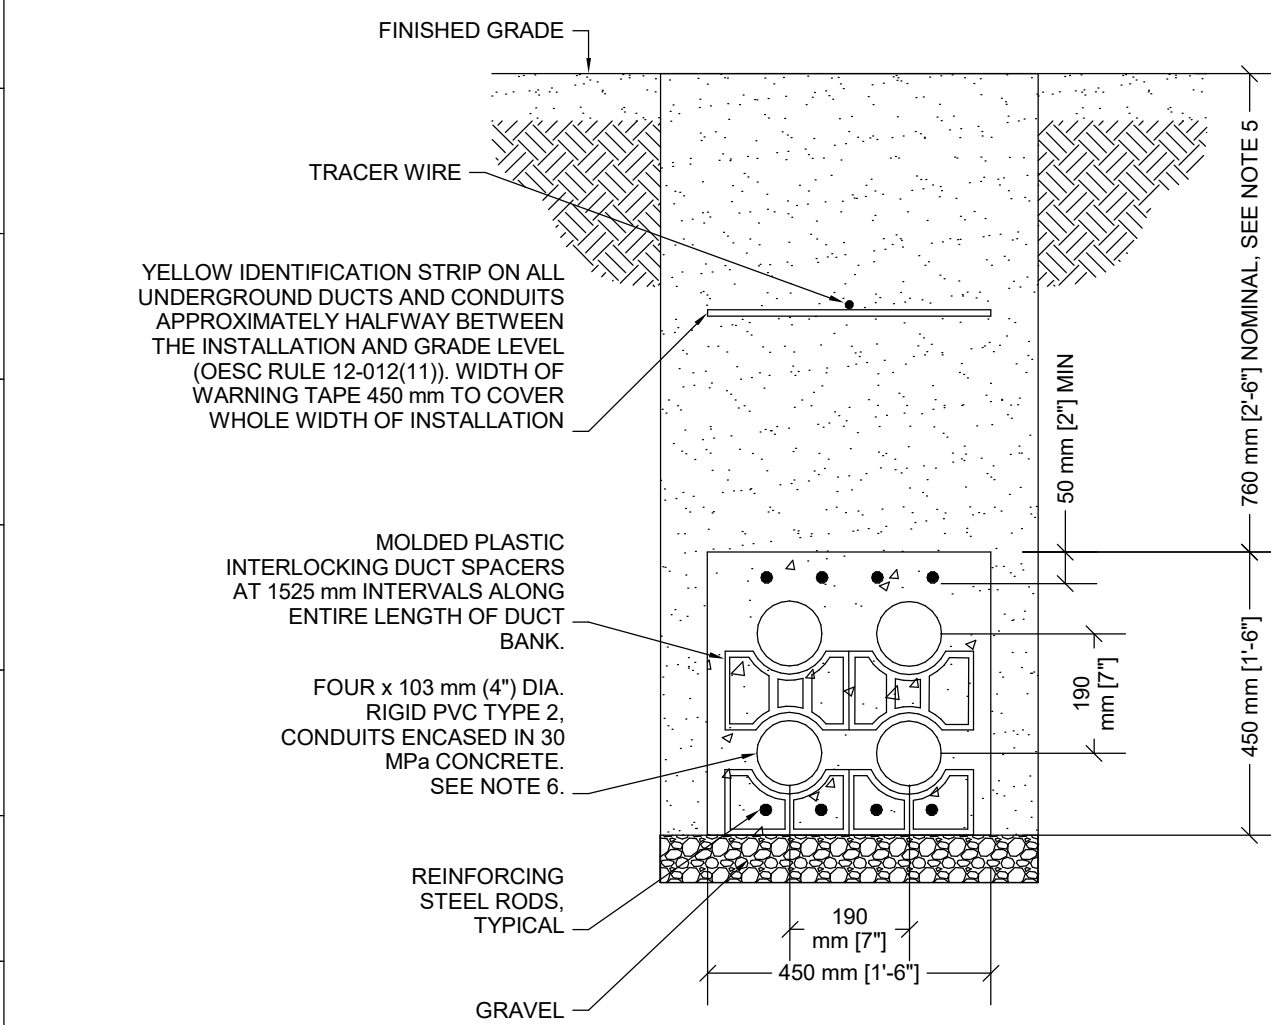 FINISHED GRADE
TRACER WIRE
YELLOW IDENTIFICATION STRIP ON ALL
UNDERGROUND DUCTS AND CONDUITS
APPROXIMATELY HALFWAY BETWEEN
THE INSTALLATION AND GRADE LEVEL
(OESC RULE 12-012(11)). WIDTH OF
WARNING TAPE 450 mm TO COVER
WHOLE WIDTH OF INSTALLATION
MOLDED PLASTIC
INTERLOCKING DUCT SPACERS
AT 1525 mm INTERVALS ALONG
ENTIRE LENGTH OF DUCT
BANK.
FOUR x 103 mm (4") DIA.
RIGID PVC TYPE 2,
CONDUITS ENCASED IN 30
MPa CONCRETE.
SEE NOTE 6.
REINFORCING
STEEL RODS,
TYPICAL
GRAVEL
190
mm [7"]
450 mm [1'-6"]
50 mm [2"] MIN
190
mm [7"]
760 mm [2'-6"] NOMINAL, SEE NOTE 5
450 mm [1'-6"]